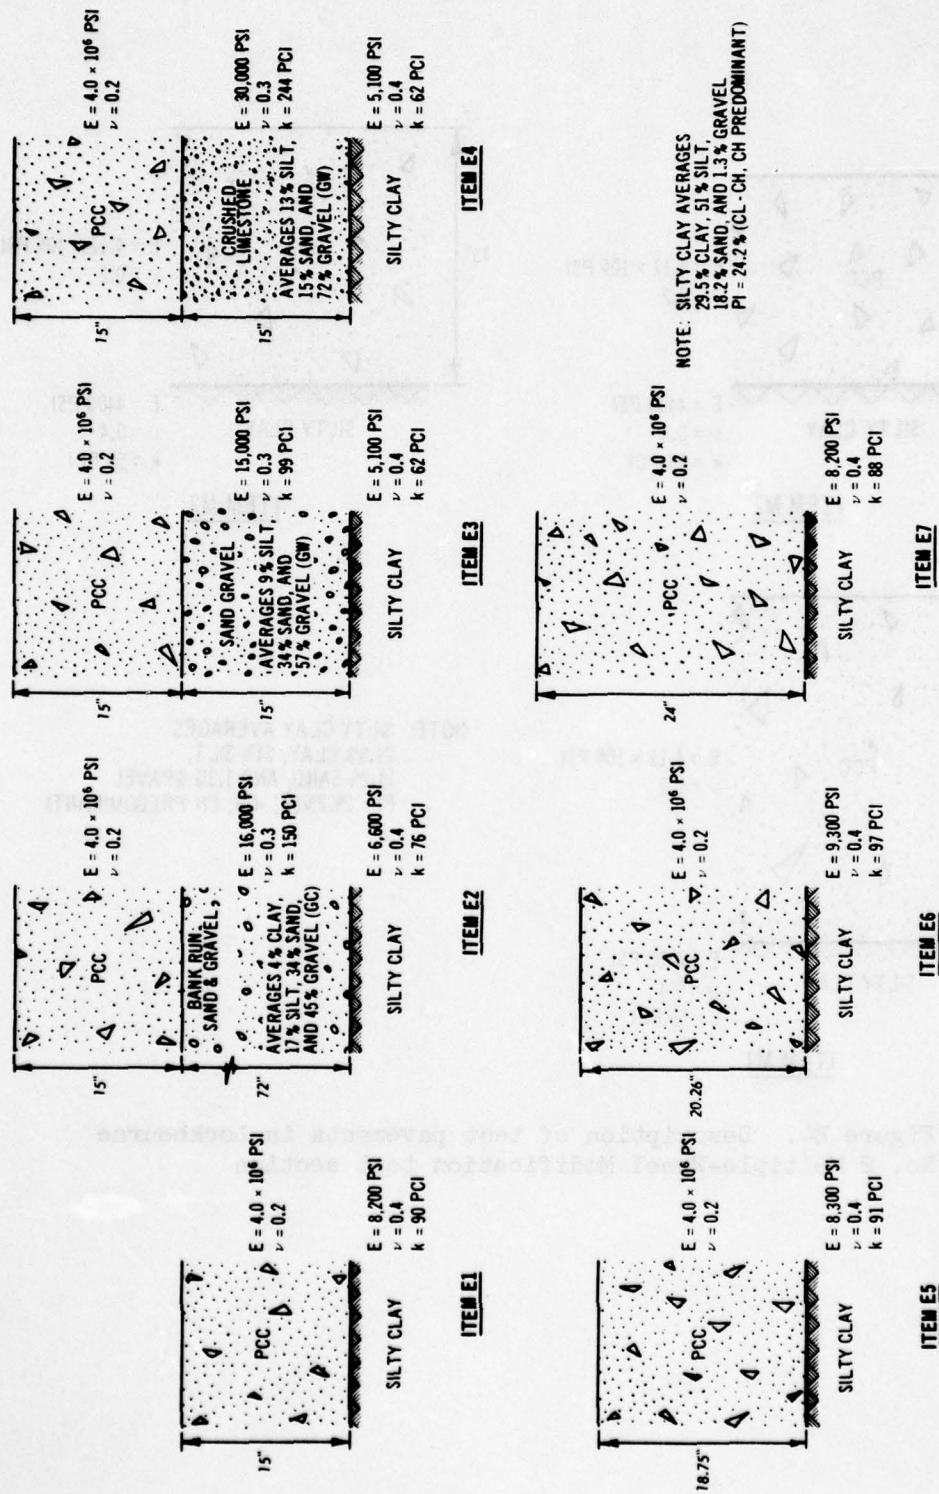 15"
PCC
E = 4.0 × 10⁶ PSI
ν = 0.2
SILTY CLAY
E = 8,200 PSI
ν = 0.4
k = 90 PCI
ITEM E1
15"
PCC
E = 4.0 × 10⁶ PSI
ν = 0.2
72"
BANK RUN,
SAND & GRAVEL,
AVERAGES 4% CLAY,
17% SILT, 34% SAND,
AND 45% GRAVEL (GC)
E = 16,000 PSI
ν = 0.3
k = 150 PCI
SILTY CLAY
E = 6,600 PSI
ν = 0.4
k = 76 PCI
ITEM E2
15"
PCC
E = 4.0 × 10⁶ PSI
ν = 0.2
15"
SAND GRAVEL
AVERAGES 9% SILT,
34% SAND, AND
57% GRAVEL (GW)
E = 15,000 PSI
ν = 0.3
k = 99 PCI
SILTY CLAY
E = 5,100 PSI
ν = 0.4
k = 62 PCI
ITEM E3
15"
PCC
E = 4.0 × 10⁶ PSI
ν = 0.2
15"
CRUSHED
LIMESTONE
AVERAGES 13% SILT,
15% SAND, AND
72% GRAVEL (GW)
E = 30,000 PSI
ν = 0.3
k = 244 PCI
SILTY CLAY
E = 5,100 PSI
ν = 0.4
k = 62 PCI
ITEM E4
18.75"
PCC
E = 4.0 × 10⁶ PSI
ν = 0.2
SILTY CLAY
E = 8,300 PSI
ν = 0.4
k = 91 PCI
ITEM E5
20.26"
PCC
E = 4.0 × 10⁶ PSI
ν = 0.2
SILTY CLAY
E = 9,300 PSI
ν = 0.4
k = 97 PCI
ITEM E6
24"
PCC
E = 4.0 × 10⁶ PSI
ν = 0.2
SILTY CLAY
E = 8,200 PSI
ν = 0.4
k = 88 PCI
ITEM E7
NOTE: SILTY CLAY AVERAGES
29.5% CLAY, 51% SILT,
18.2% SAND, AND 1.3% GRAVEL
PI = 24.2% (CL - CH, CH PREDOMINANT)